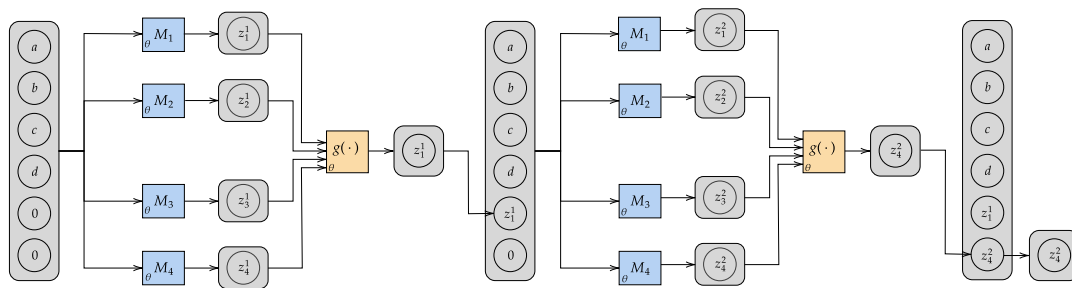 a
b
c
d
0
0
M₁
θ
M₂
θ
M₃
θ
M₄
θ
z₁¹
z₂¹
z₃¹
z₄¹
g(·)
θ
z₁¹
a
b
c
d
z₁¹
0
M₁
θ
M₂
θ
M₃
θ
M₄
θ
z₁²
z₂²
z₃²
z₄²
g(·)
θ
z₄²
a
b
c
d
z₁¹
z₄²
z₄²